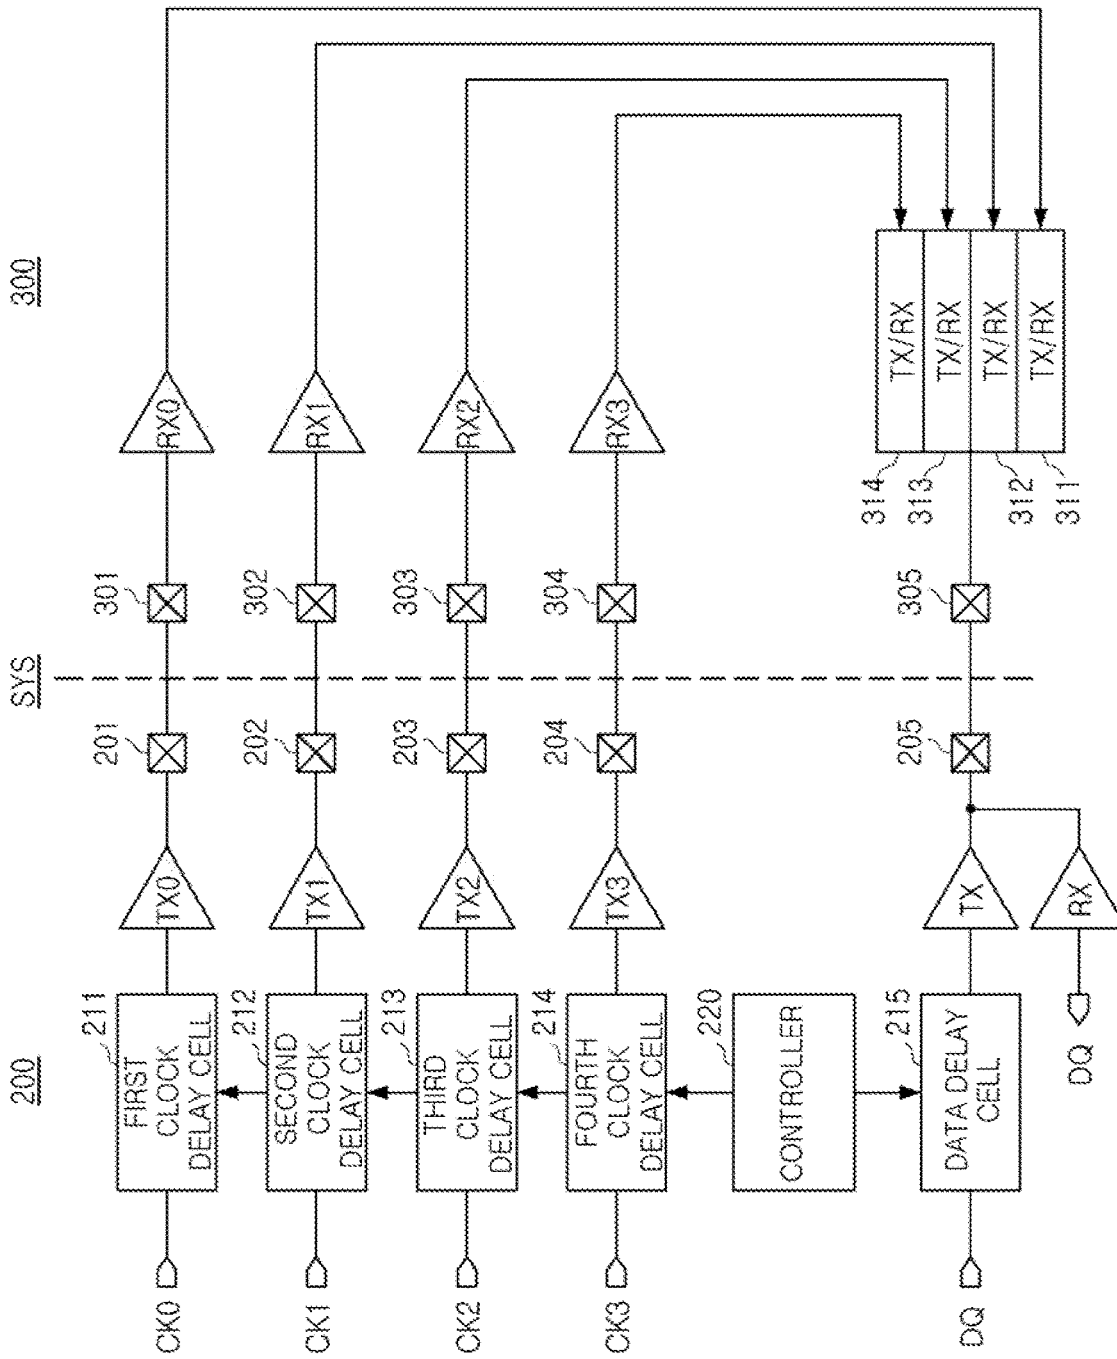 200
SYS
300
CK0
FIRST
CLOCK
DELAY CELL
211
TX0
201
301
RX0
CK1
SECOND
CLOCK
DELAY CELL
212
TX1
202
302
RX1
CK2
THIRD
CLOCK
DELAY CELL
213
TX2
203
303
RX2
CK3
FOURTH
CLOCK
DELAY CELL
214
TX3
204
304
RX3
CONTROLLER
220
314
TX/RX
313
TX/RX
312
TX/RX
311
TX/RX
DQ
DATA DELAY
CELL
215
TX
205
305
DQ
RX